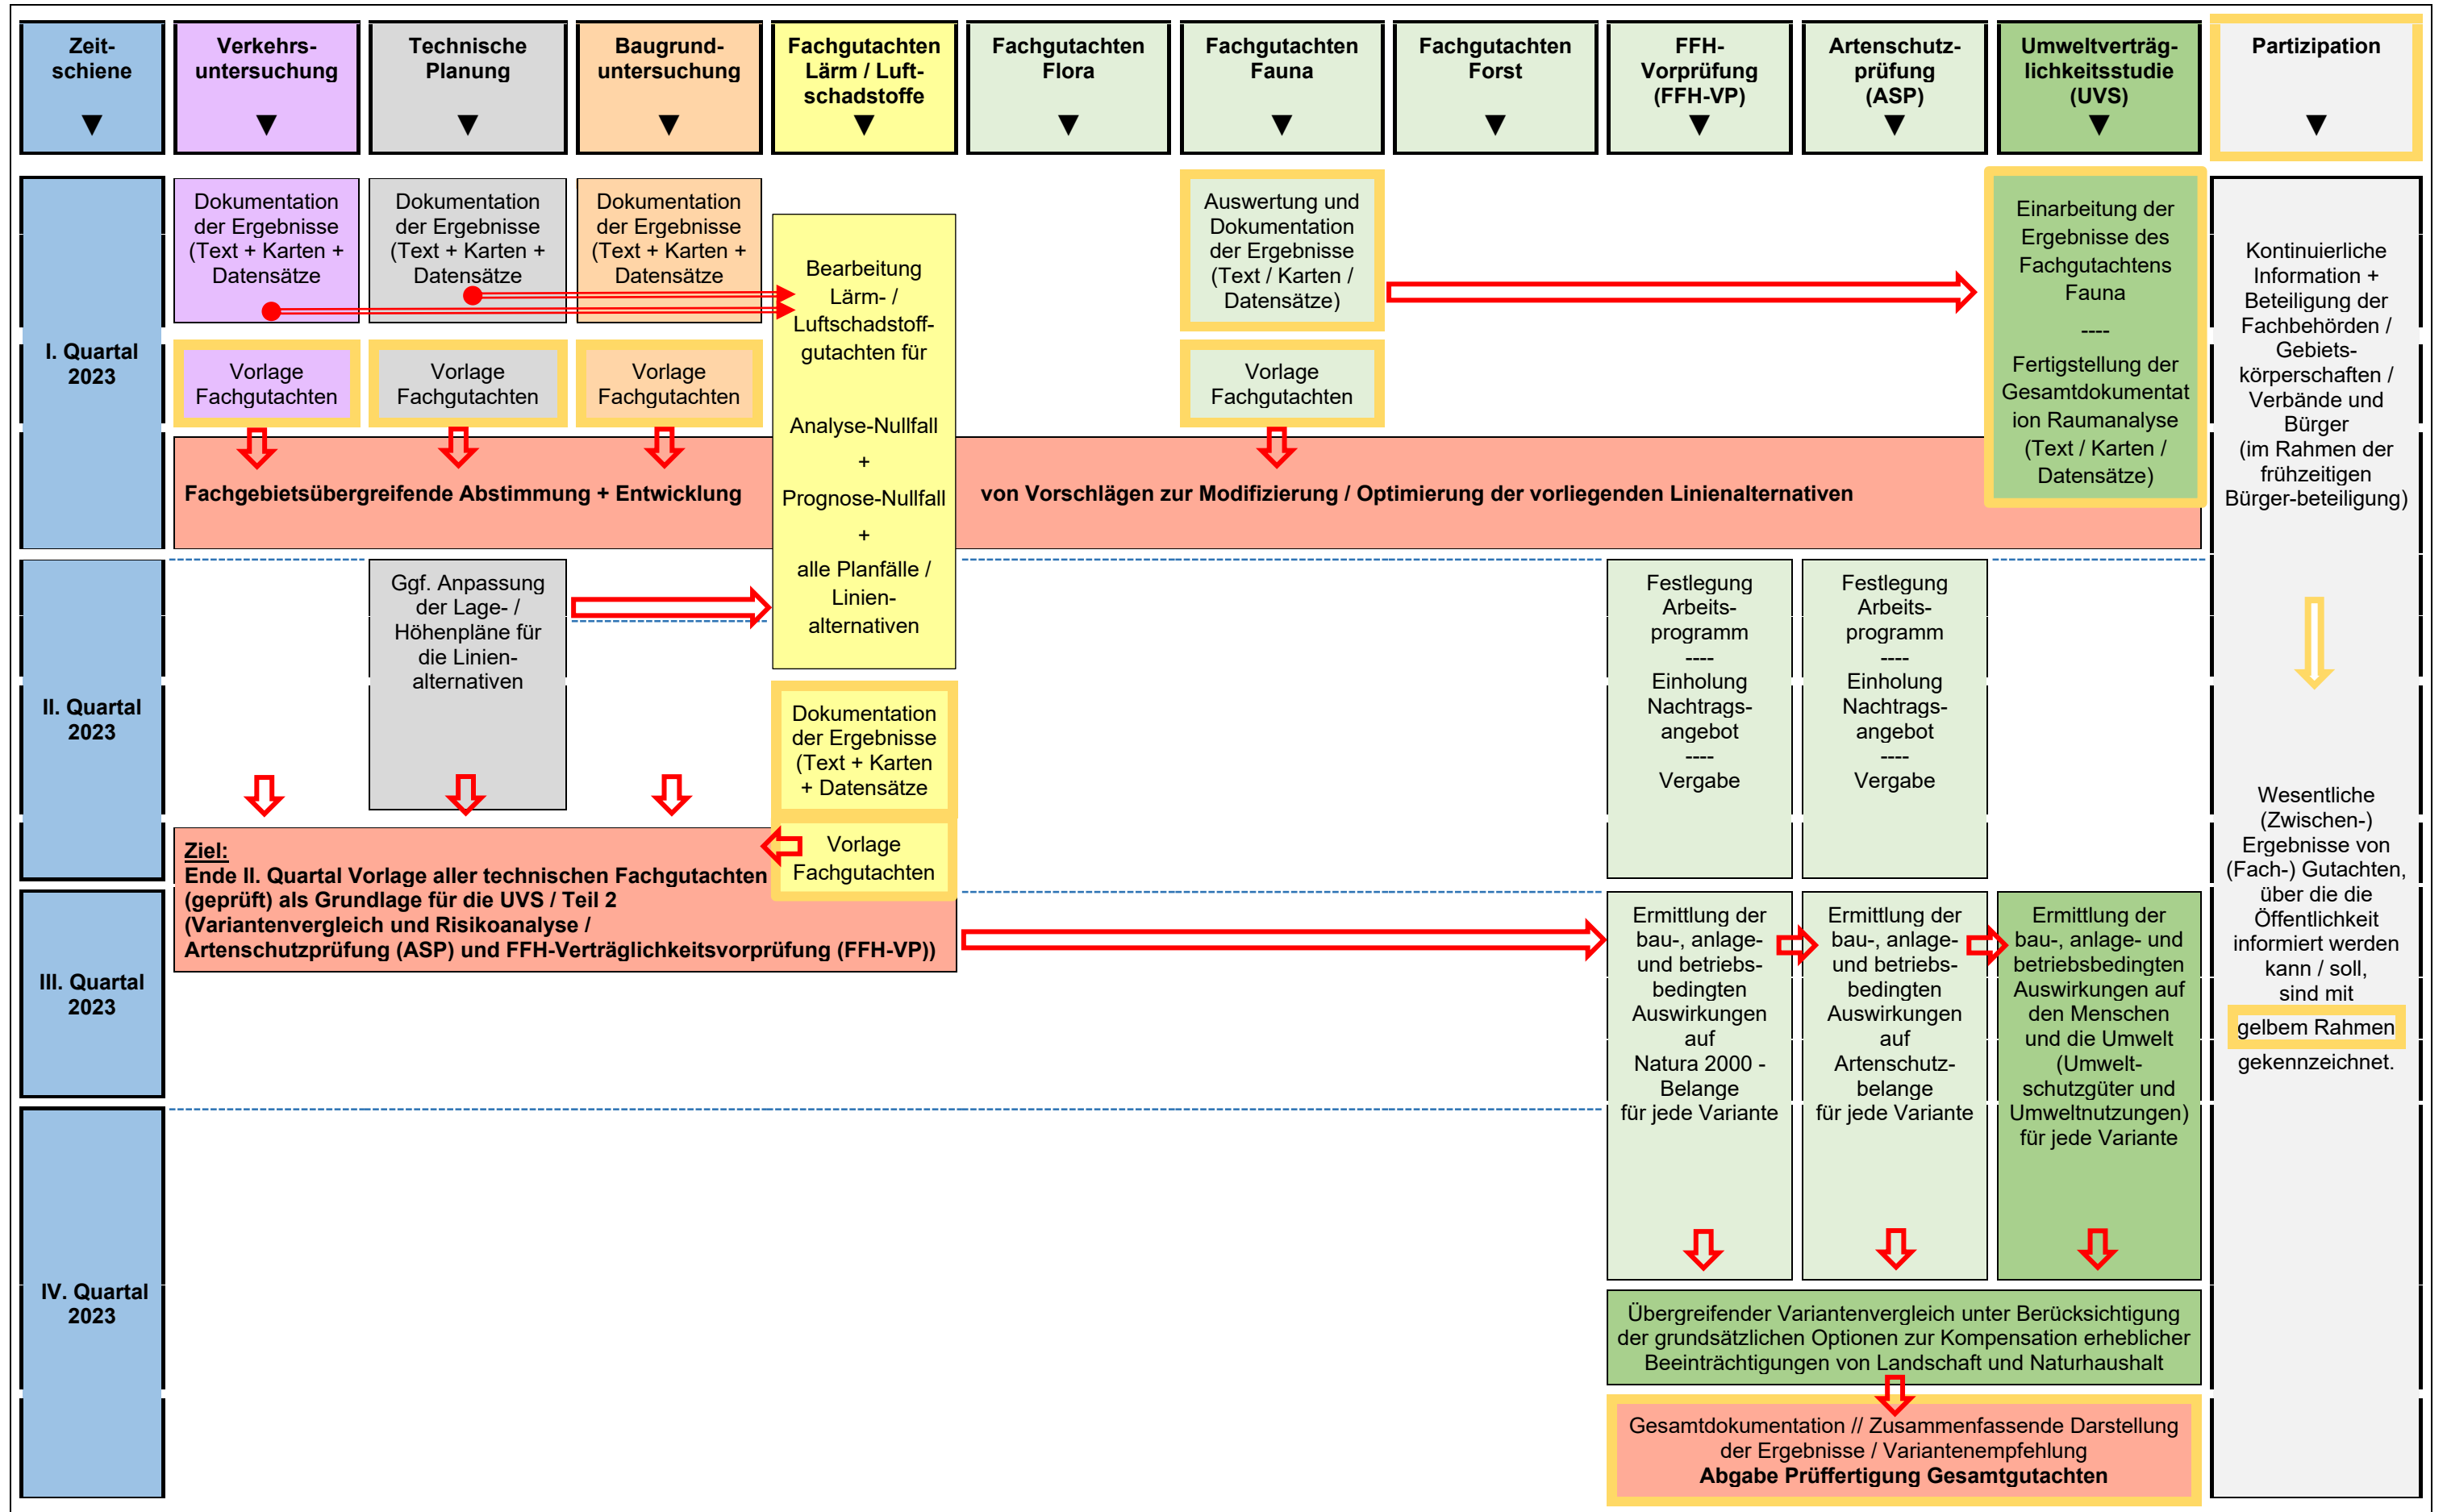 Zeit-
schiene
▼
Verkehrs-
untersuchung
▼
Technische
Planung
▼
Baugrund-
untersuchung
▼
Fachgutachten
Lärm / Luft-
schadstoffe
▼
Fachgutachten
Flora
▼
Fachgutachten
Fauna
▼
Fachgutachten
Forst
▼
FFH-
Vorprüfung
(FFH-VP)
▼
Artenschutz-
prüfung
(ASP)
▼
Umweltverträg-
lichkeitsstudie
(UVS)
▼
Partizipation
▼
I. Quartal
2023
Dokumentation
der Ergebnisse
(Text + Karten +
Datensätze
Dokumentation
der Ergebnisse
(Text + Karten +
Datensätze
Dokumentation
der Ergebnisse
(Text + Karten +
Datensätze
Vorlage
Fachgutachten
Vorlage
Fachgutachten
Vorlage
Fachgutachten
Bearbeitung
Lärm- /
Luftschadstoff-
gutachten für
Analyse-Nullfall
+
Prognose-Nullfall
+
alle Planfälle /
Linien-
alternativen
Auswertung und
Dokumentation
der Ergebnisse
(Text / Karten /
Datensätze)
Vorlage
Fachgutachten
Einarbeitung der
Ergebnisse des
Fachgutachtens
Fauna
----
Fertigstellung der
Gesamtdokumentat
ion Raumanalyse
(Text / Karten /
Datensätze)
Kontinuierliche
Information +
Beteiligung der
Fachbehörden /
Gebiets-
körperschaften /
Verbände und
Bürger
(im Rahmen der
frühzeitigen
Bürger-beteiligung)
Fachgebietsübergreifende Abstimmung + Entwicklung
von Vorschlägen zur Modifizierung / Optimierung der vorliegenden Linienalternativen
II. Quartal
2023
Ggf. Anpassung
der Lage- /
Höhenpläne für
die Linien-
alternativen
Dokumentation
der Ergebnisse
(Text + Karten
+ Datensätze
Vorlage
Fachgutachten
Festlegung
Arbeits-
programm
----
Einholung
Nachtrags-
angebot
----
Vergabe
Festlegung
Arbeits-
programm
----
Einholung
Nachtrags-
angebot
----
Vergabe
Wesentliche
(Zwischen-)
Ergebnisse von
(Fach-) Gutachten,
über die die
Öffentlichkeit
informiert werden
kann / soll,
sind mit
gelbem Rahmen
gekennzeichnet.
Ziel:
Ende II. Quartal Vorlage aller technischen Fachgutachten
(geprüft) als Grundlage für die UVS / Teil 2
(Variantenvergleich und Risikoanalyse /
Artenschutzprüfung (ASP) und FFH-Verträglichkeitsvorprüfung (FFH-VP))
III. Quartal
2023
Ermittlung der
bau-, anlage-
und betriebs-
bedingten
Auswirkungen
auf
Natura 2000 -
Belange
für jede Variante
Ermittlung der
bau-, anlage-
und betriebs-
bedingten
Auswirkungen
auf
Artenschutz-
belange
für jede Variante
Ermittlung der
bau-, anlage- und
betriebsbedingten
Auswirkungen auf
den Menschen
und die Umwelt
(Umwelt-
schutzgüter und
Umweltnutzungen)
für jede Variante
IV. Quartal
2023
Übergreifender Variantenvergleich unter Berücksichtigung
der grundsätzlichen Optionen zur Kompensation erheblicher
Beeinträchtigungen von Landschaft und Naturhaushalt
Gesamtdokumentation // Zusammenfassende Darstellung
der Ergebnisse / Variantenempfehlung
Abgabe Prüffertigung Gesamtgutachten